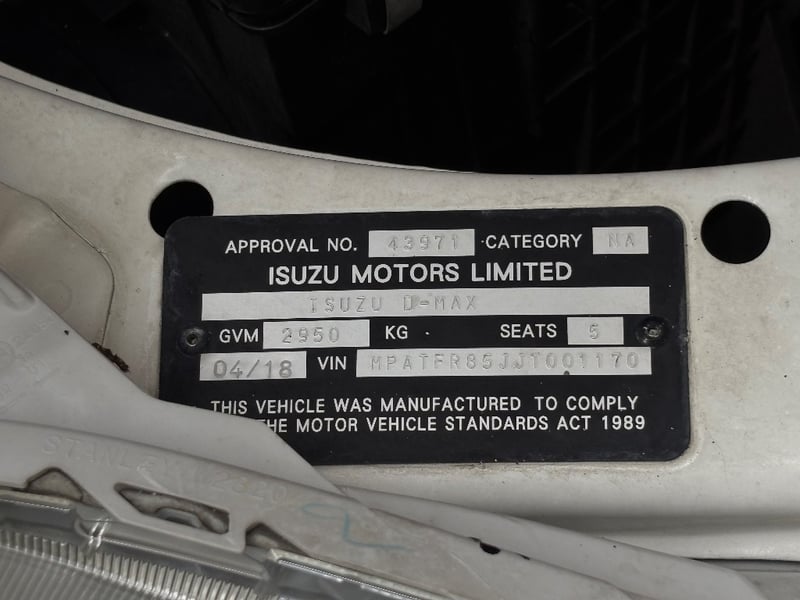 APPROVAL NO. 43971 CATEGORY NA
ISUZU MOTORS LIMITED
ISUZU D-MAX
GVM 2950 KG SEATS 5
04/18 VIN MPATFR85JJT001170
THIS VEHICLE WAS MANUFACTURED TO COMPLY
THE MOTOR VEHICLE STANDARDS ACT 1989
STANLEY